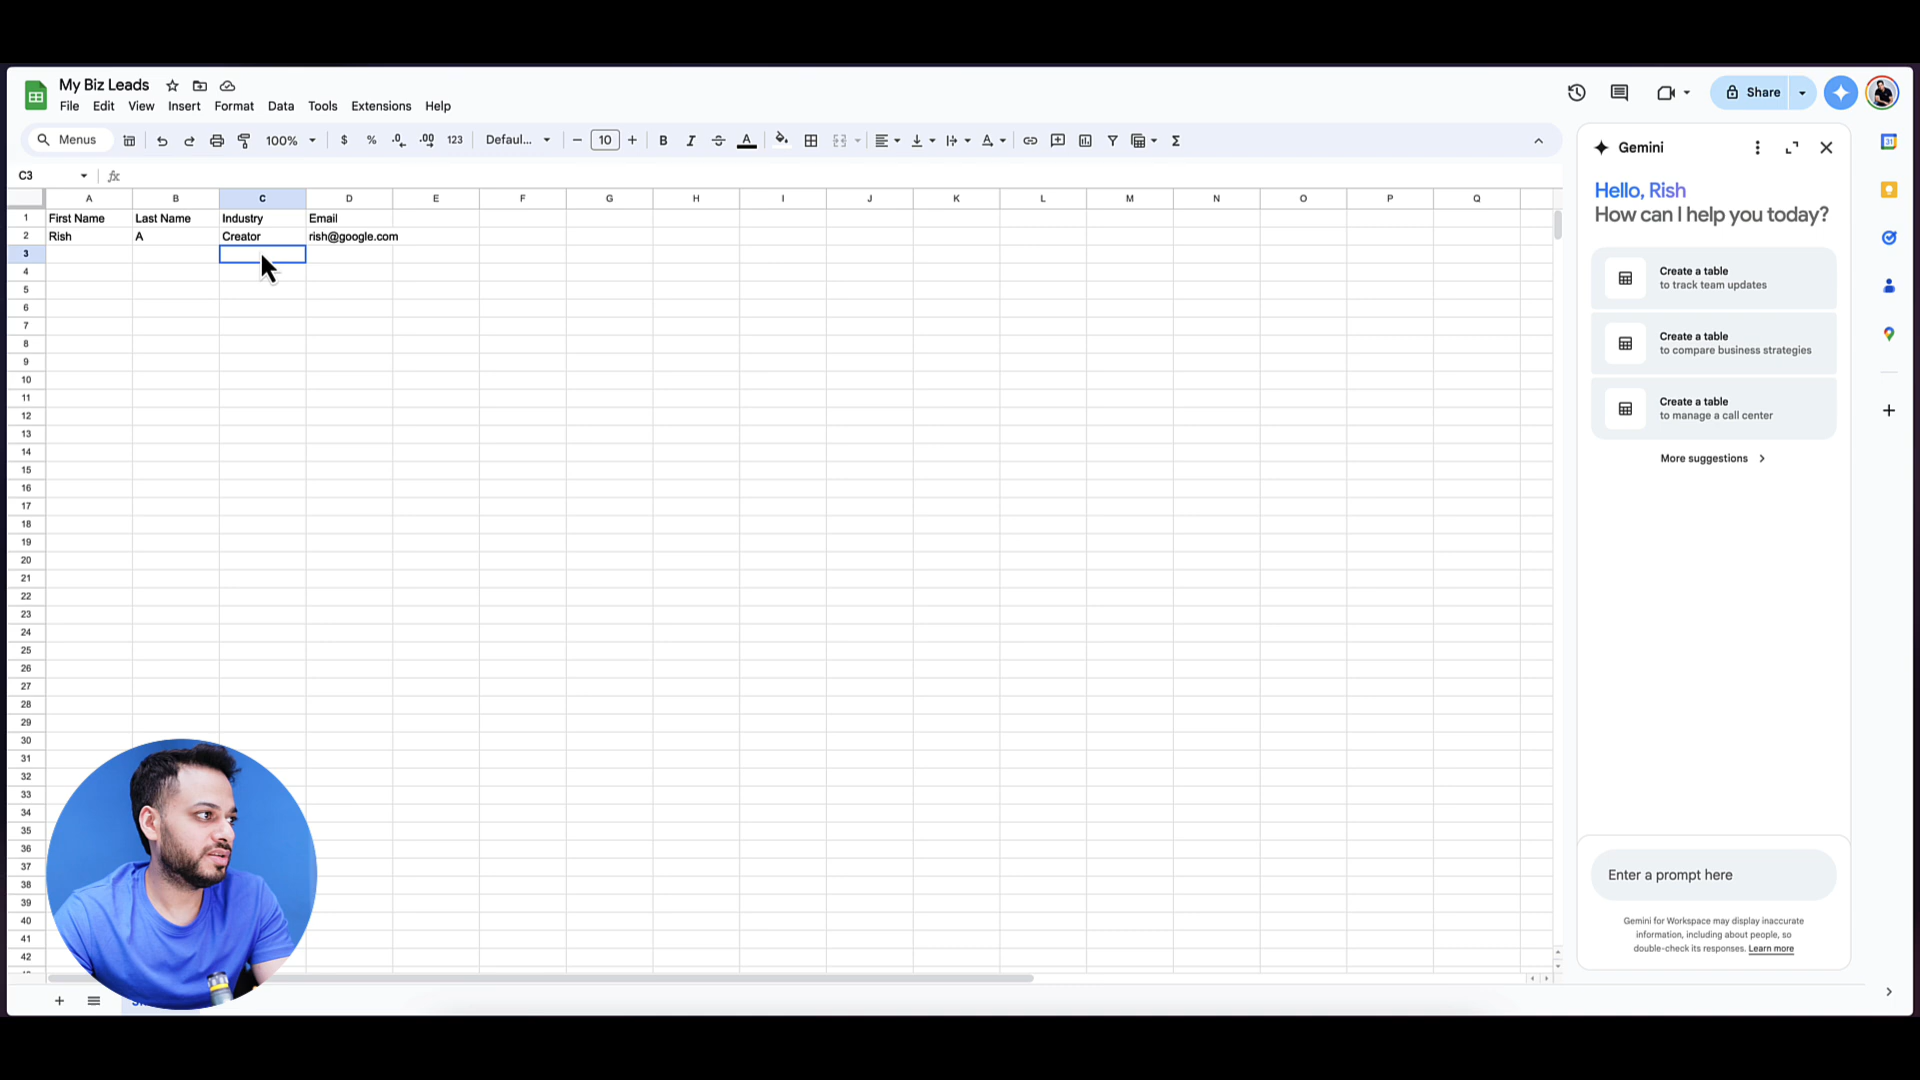 My Biz Leads
File Edit View Insert Format Data Tools Extensions Help
Share
Menus 100% $ % .0 .00 123 Defaul... 10 B I A Σ
C3 fx
A B C D E F G H I J K L M N O P Q
1 First Name Last Name Industry Email
2 Rish A Creator rish@google.com
3
4
5
6
7
8
9
10
11
12
13
14
15
16
17
18
19
20
21
22
23
24
25
26
27
28
29
30
31
32
33
34
35
36
37
38
39
40
41
42
Gemini
Hello, Rish
How can I help you today?
Create a table
to track team updates
Create a table
to compare business strategies
Create a table
to manage a call center
More suggestions
Enter a prompt here
Gemini for Workspace may display inaccurate
information, including about people, so
double-check its responses. Learn more
31